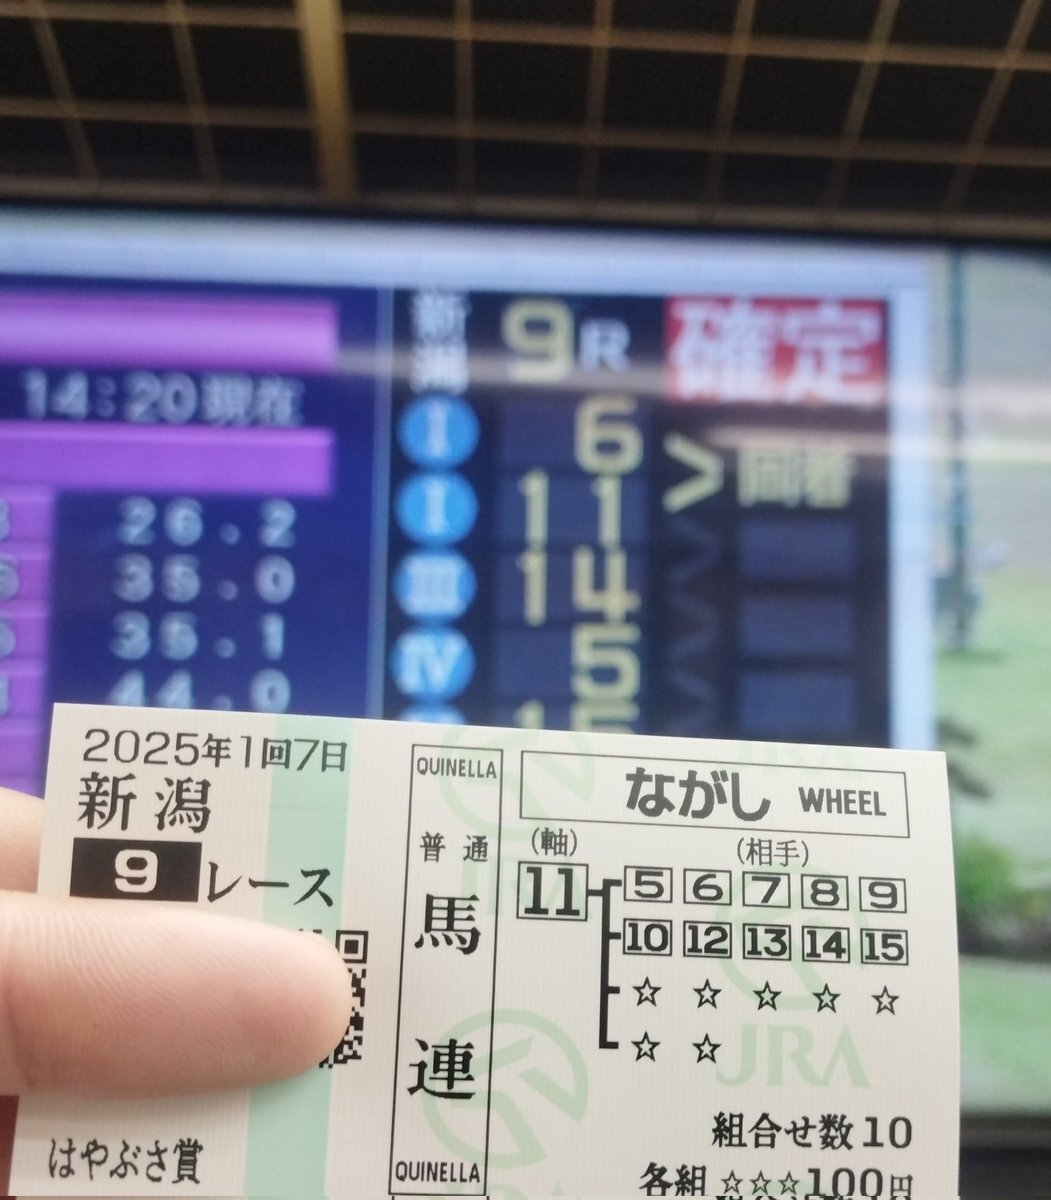 新潟 9R 確定
14:20現在
I 6 > 同着
I 11
III 14
IV 5
26.2
35.0
35.1
44.0
2025年1回7日
新潟
9レース
はやぶさ賞
QUINELLA
普通
馬連
QUINELLA
ながし WHEEL
(軸) (相手)
11 5 6 7 8 9
10 12 13 14 15
☆ ☆ ☆ ☆ ☆
☆ ☆
JRA
組合せ数10
各組 ☆☆☆100円